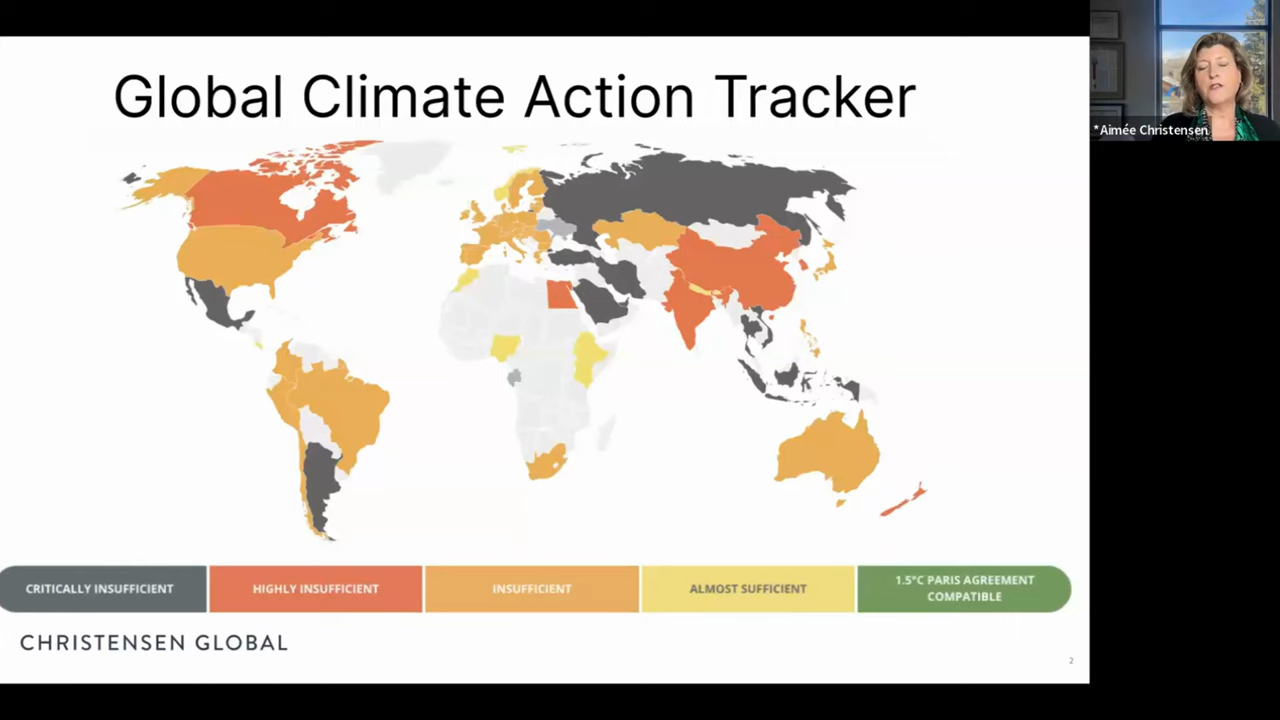 Global Climate Action Tracker
*Aimée Christensen
CRITICALLY INSUFFICIENT
HIGHLY INSUFFICIENT
INSUFFICIENT
ALMOST SUFFICIENT
1.5°C PARIS AGREEMENT
COMPATIBLE
CHRISTENSEN GLOBAL
2